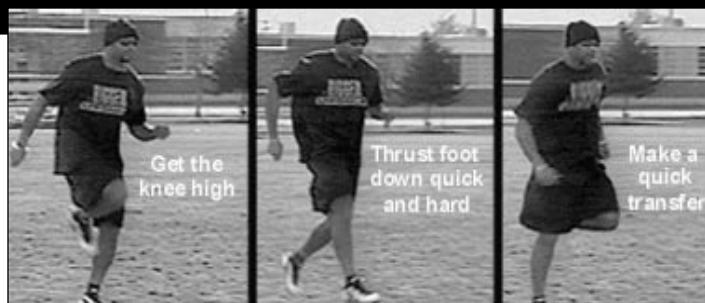 Get the
knee high
Thrust foot
down quick
and hard
Make a
quick
transfer